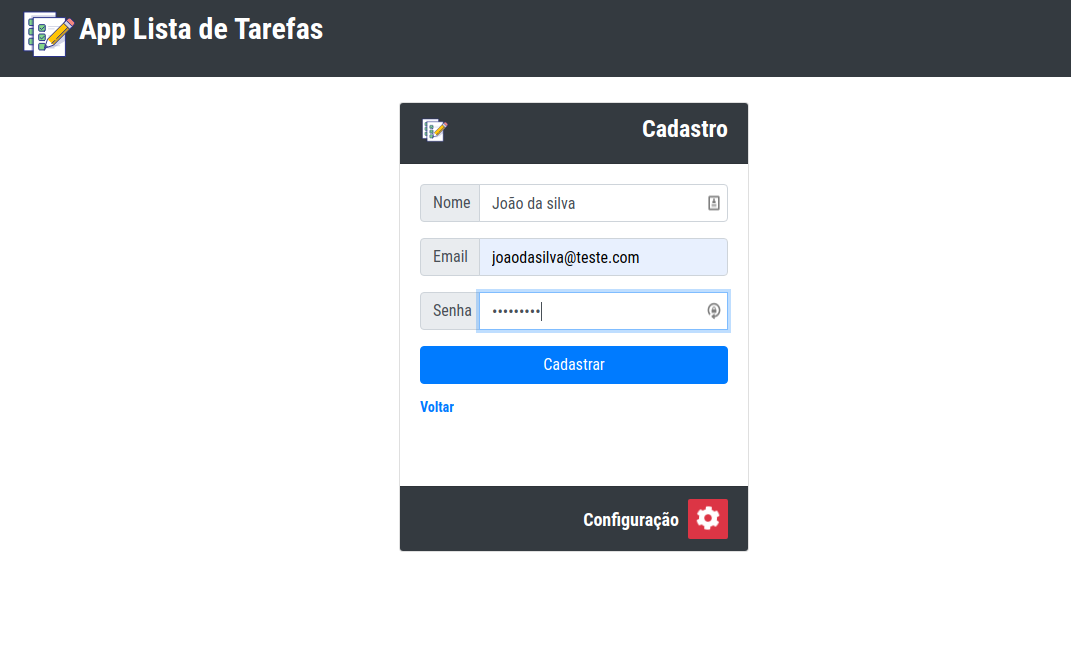 App Lista de Tarefas
Cadastro
Nome João da silva
Email joaodasilva@teste.com
Senha •••••••••
Cadastrar
Voltar
Configuração